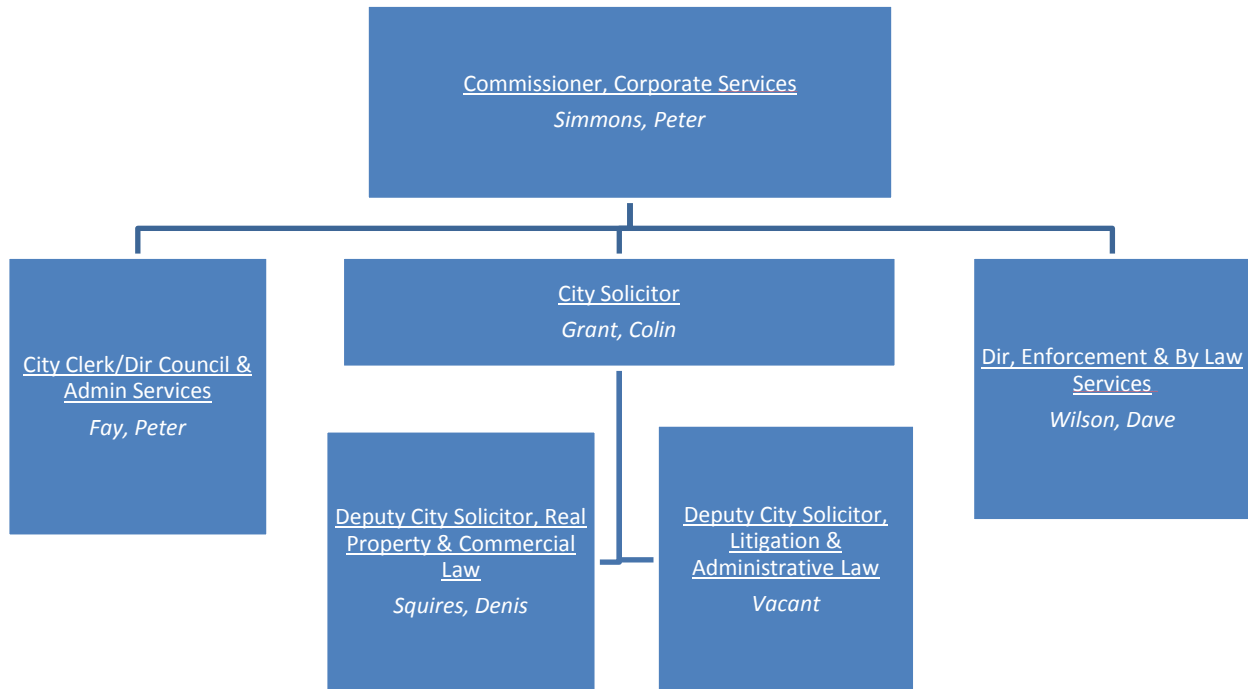 Commissioner, Corporate Services
Simmons, Peter
City Solicitor
Grant, Colin
City Clerk/Dir Council &
Admin Services
Fay, Peter
Dir, Enforcement & By Law
Services
Wilson, Dave
Deputy City Solicitor, Real
Property & Commercial
Law
Squires, Denis
Deputy City Solicitor,
Litigation &
Administrative Law
Vacant